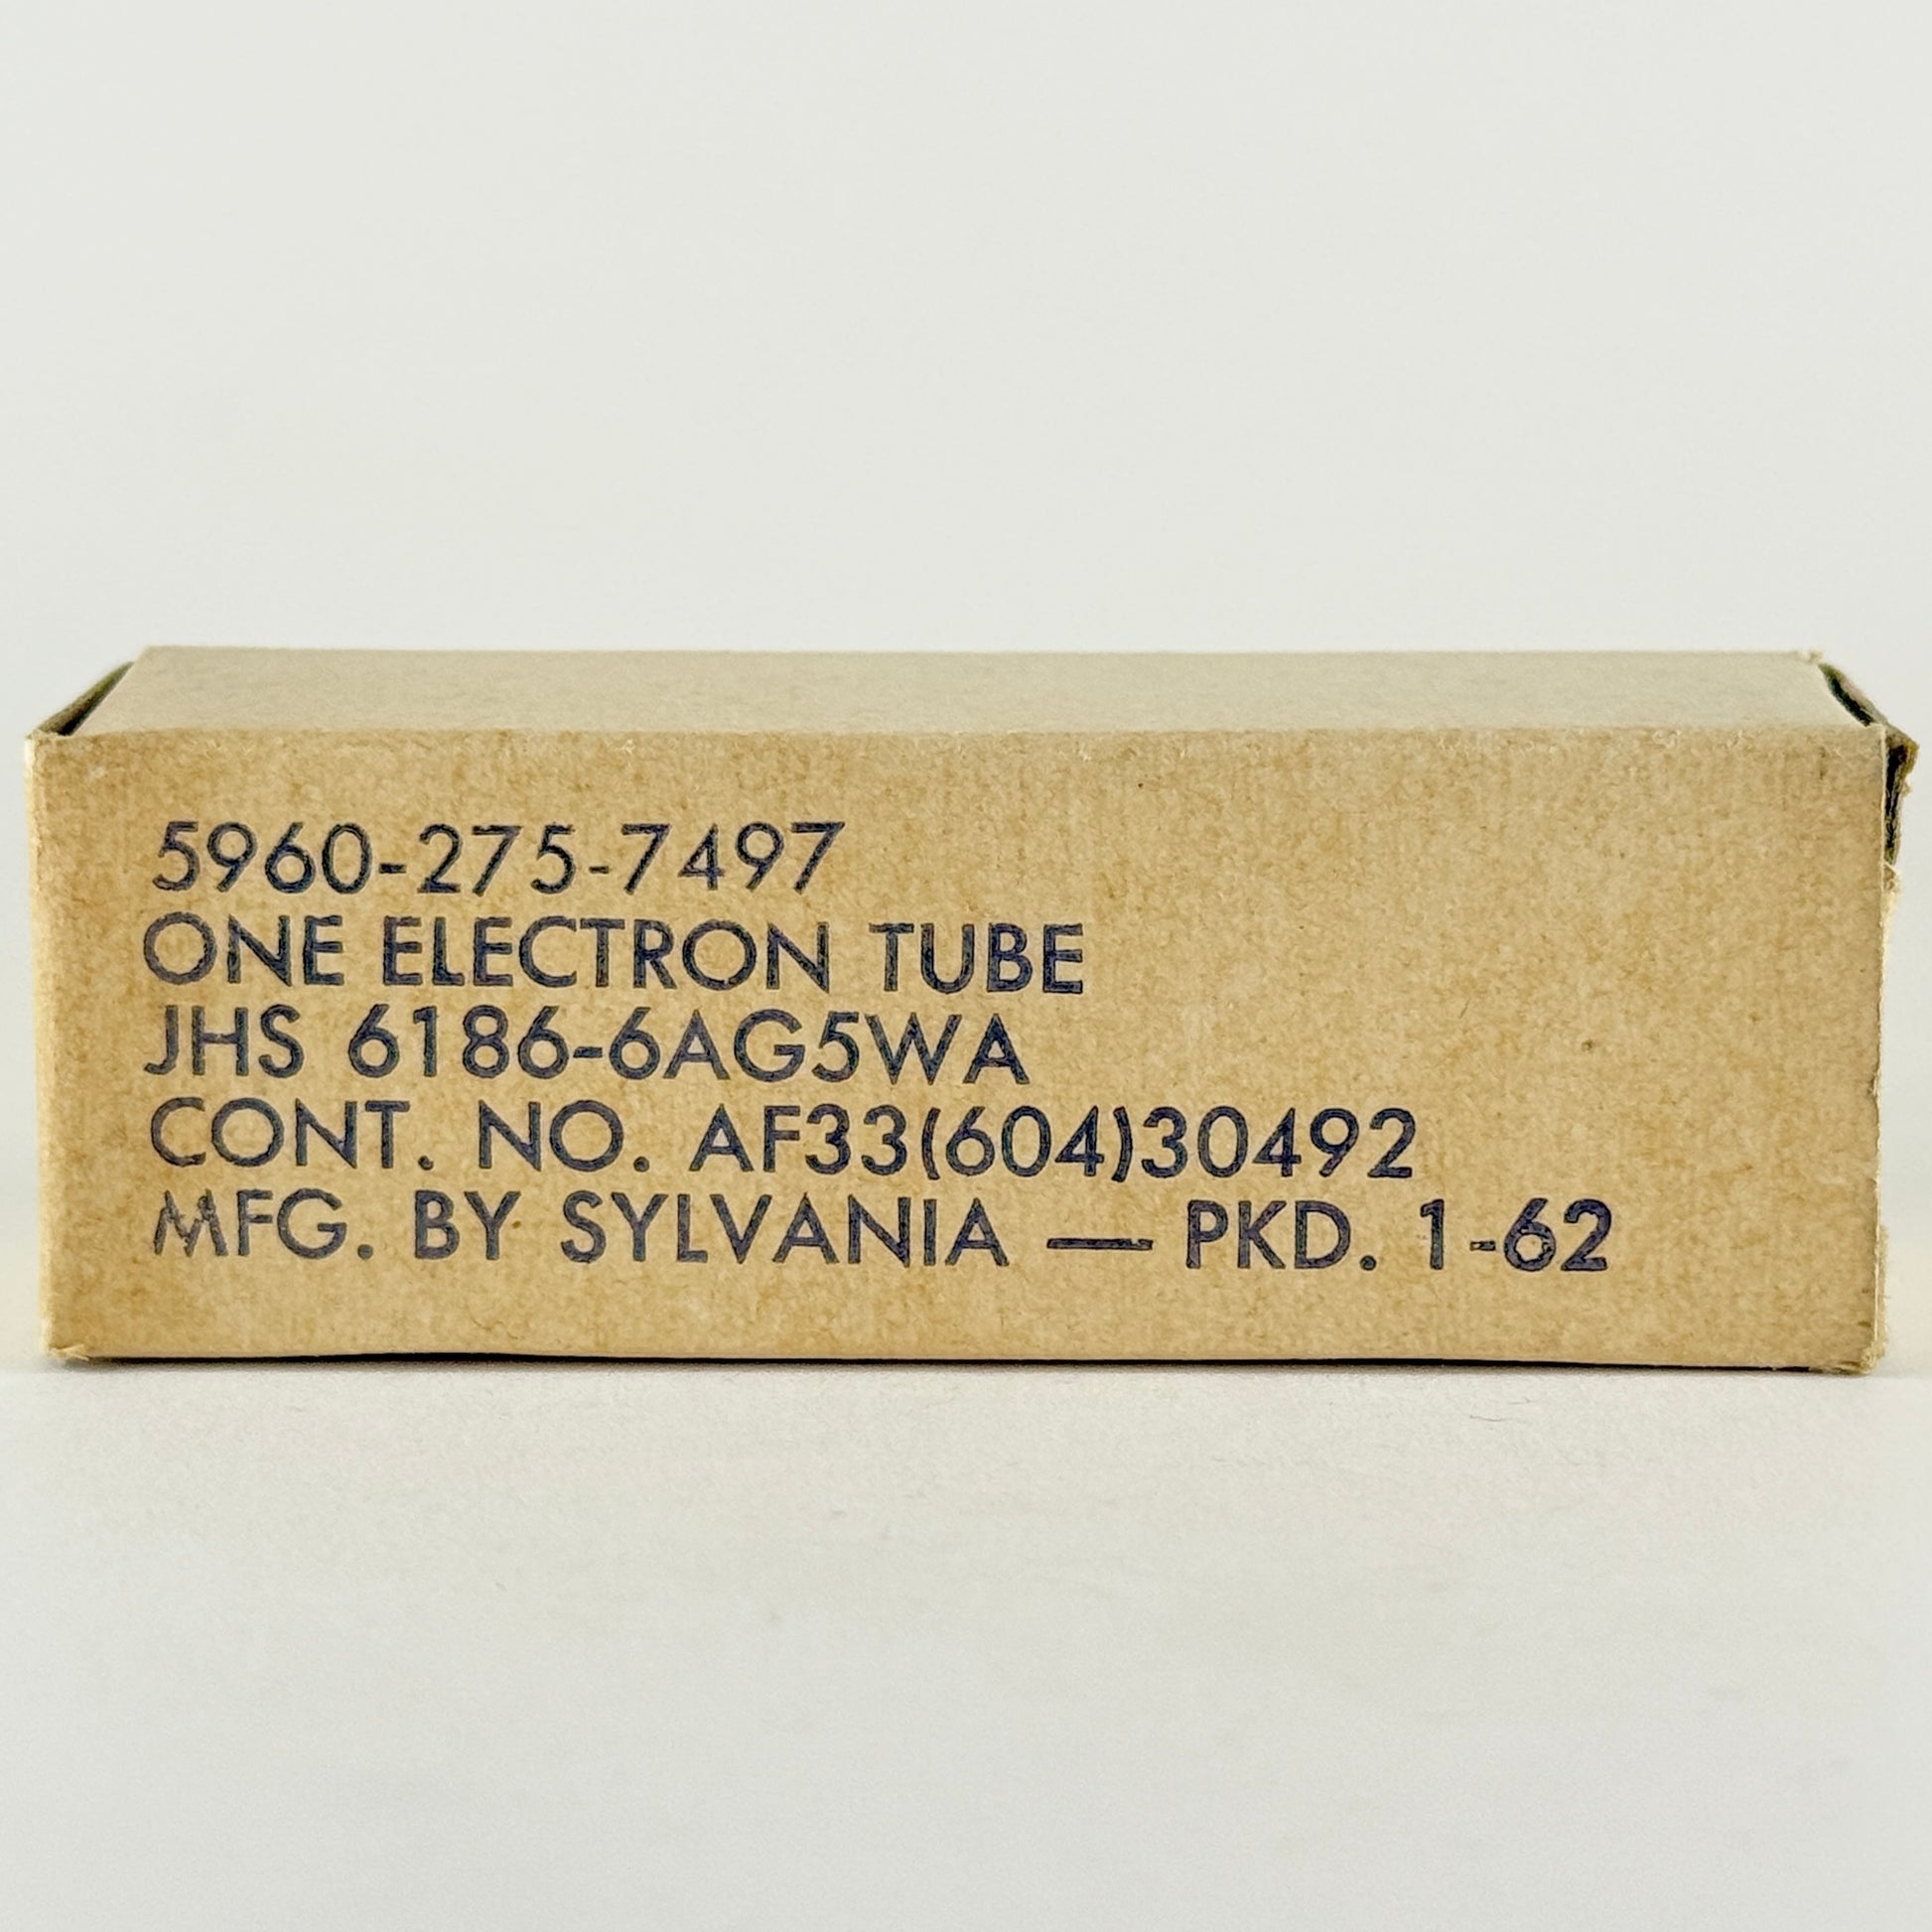 5960-275-7497
ONE ELECTRON TUBE
JHS 6186-6AG5WA
CONT. NO. AF33(604)30492
MFG. BY SYLVANIA — PKD. 1-62